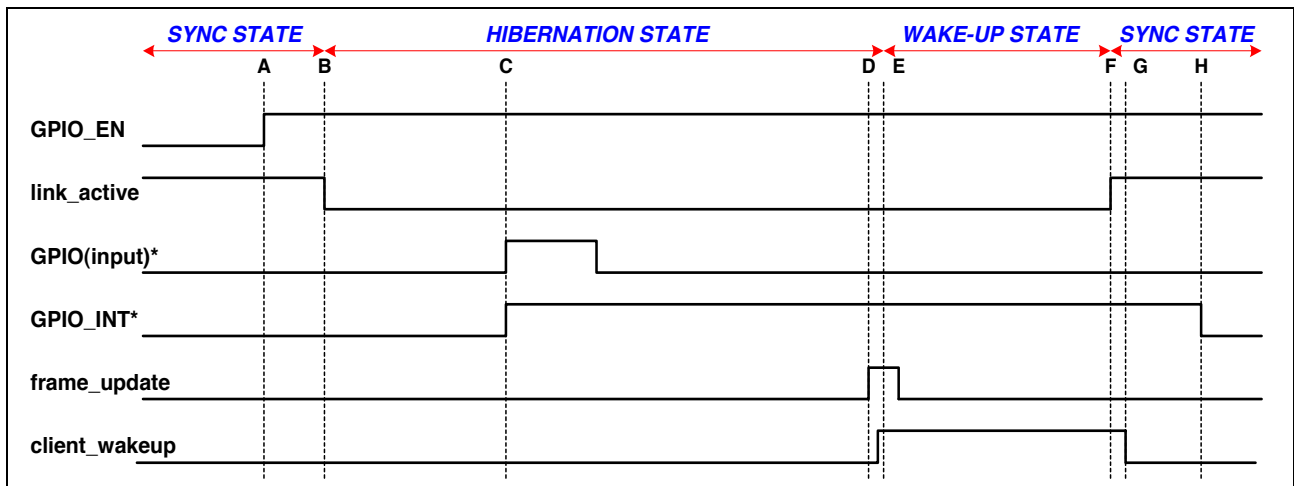 SYNC STATE HIBERNATION STATE WAKE-UP STATE SYNC STATE
A B C D E F G H
GPIO_EN
link_active
GPIO(input)*
GPIO_INT*
frame_update
client_wakeup